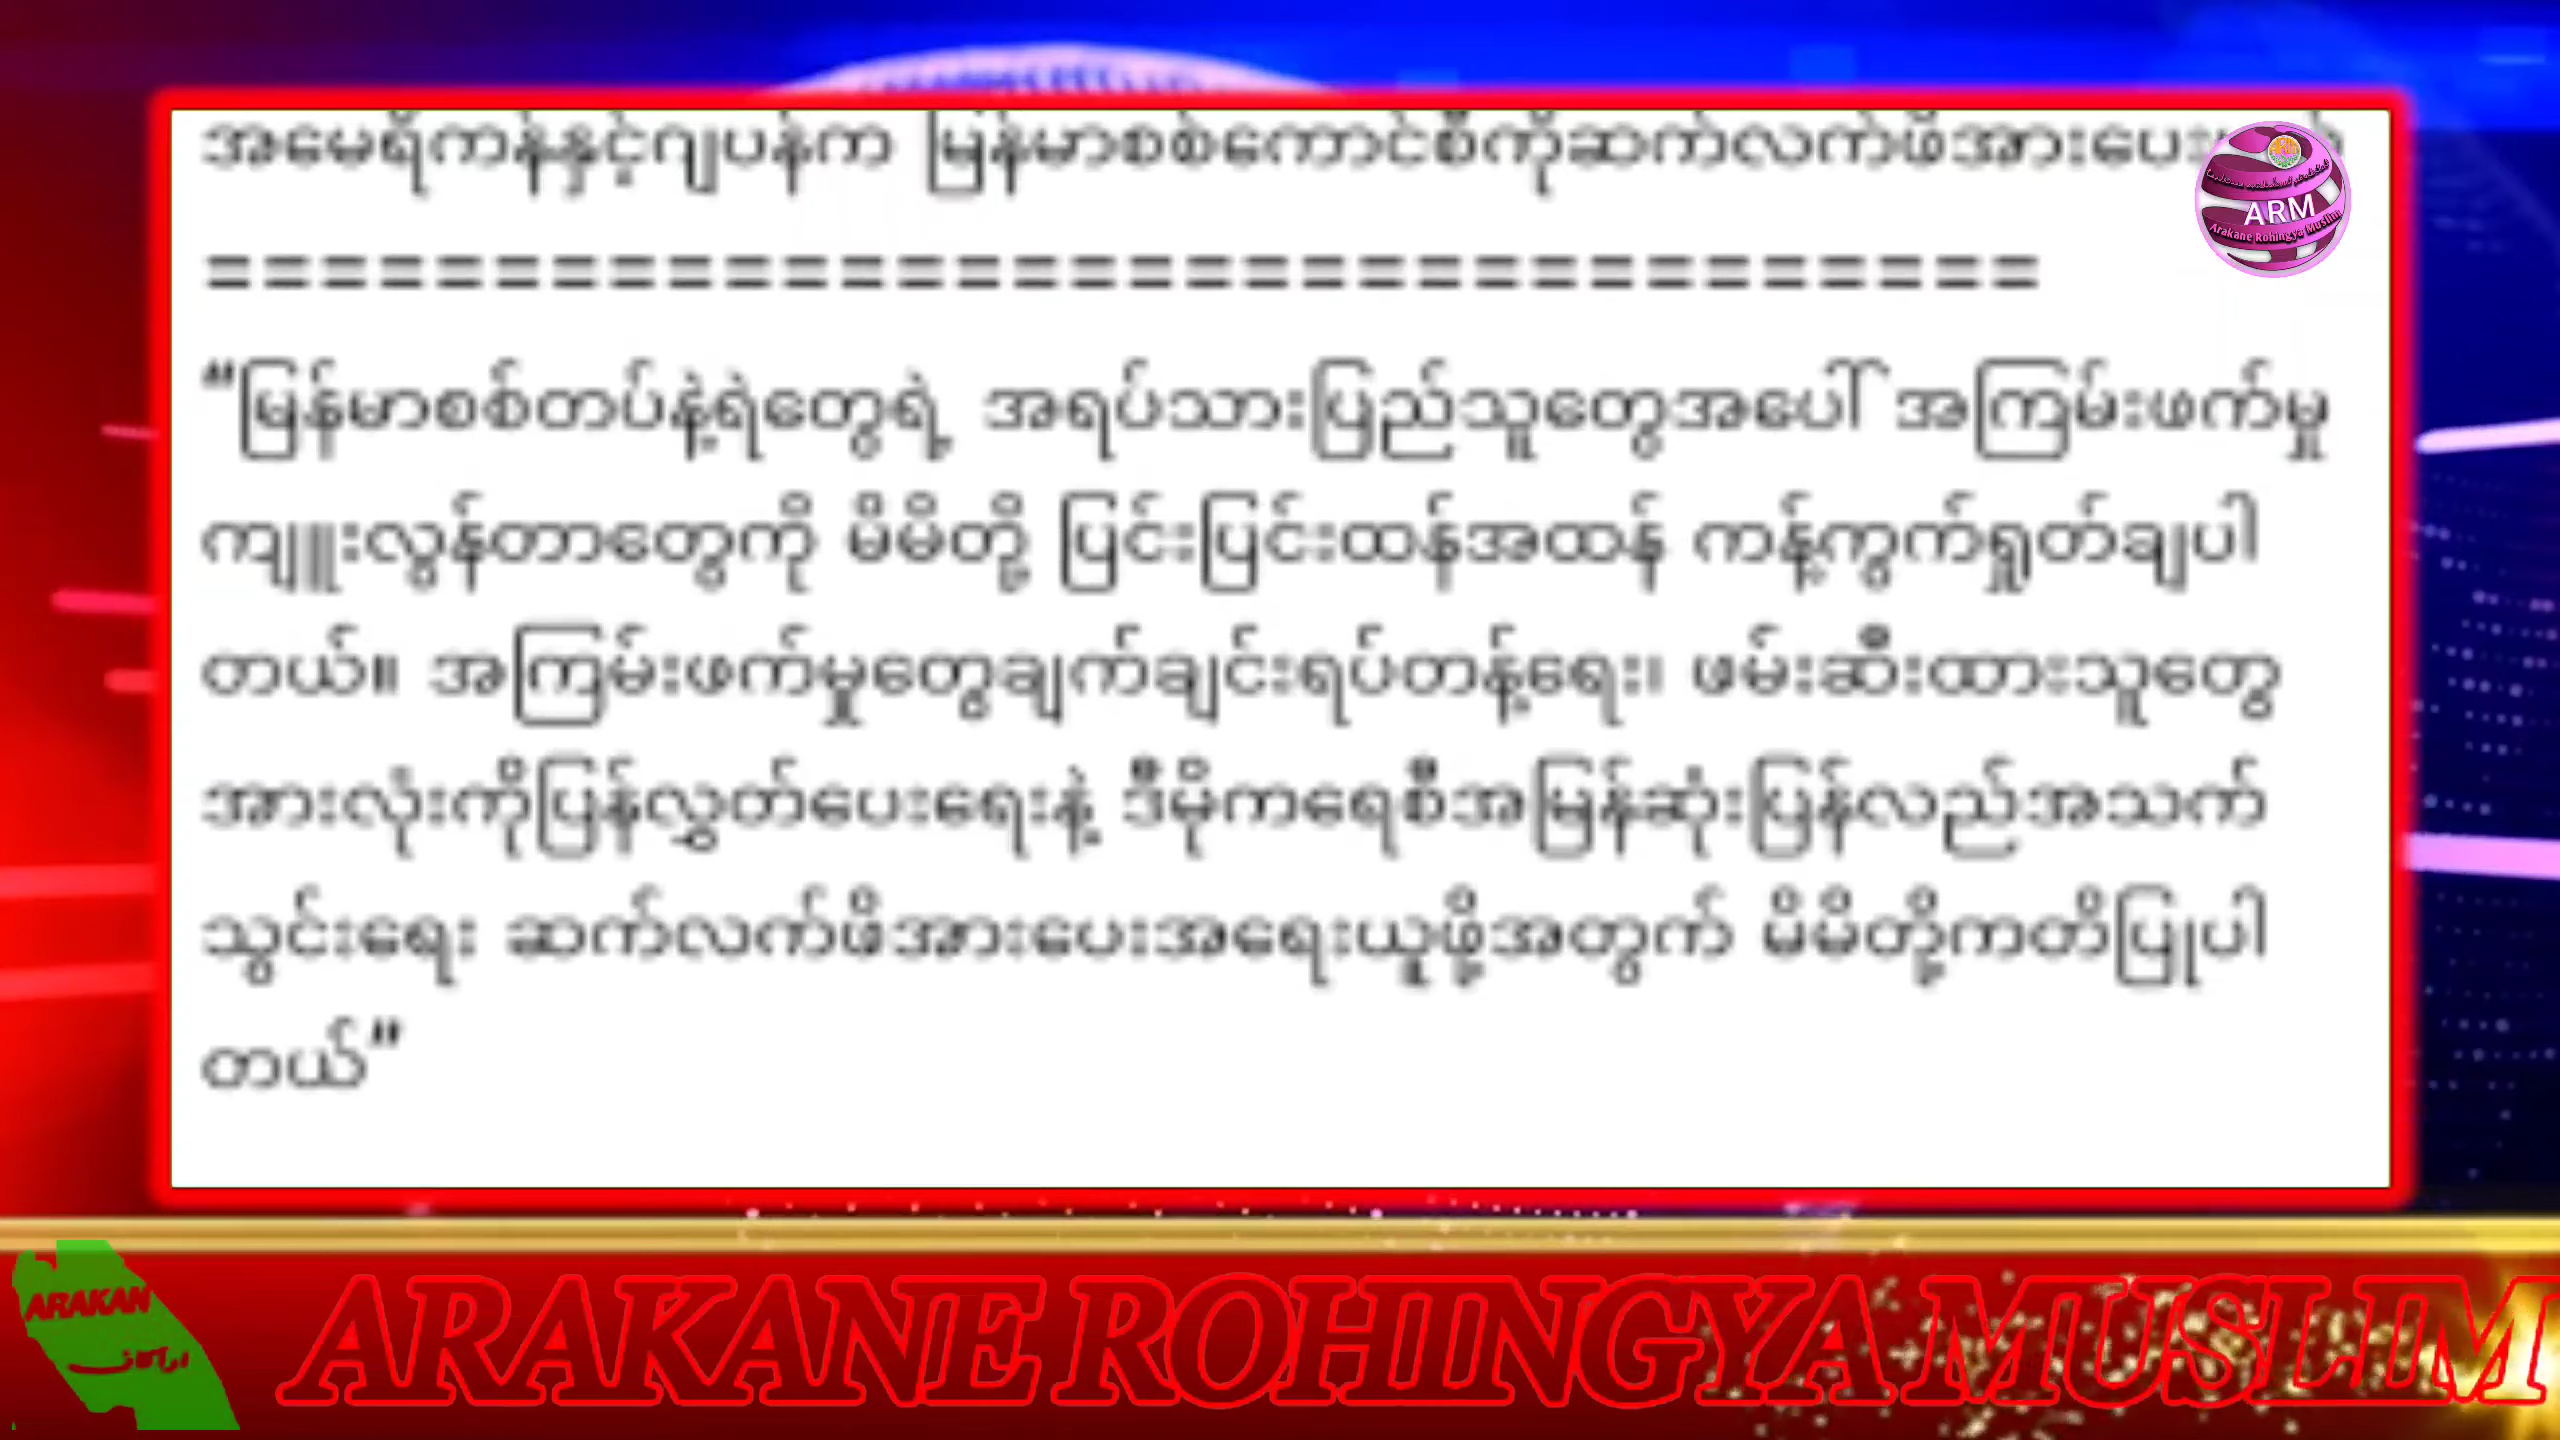 အမေရိကန်နှင့်ဂျပန်က မြန်မာစစ်ကောင်စီကိုဆက်လက်ဖိအားပေး
================================
“မြန်မာစစ်တပ်နဲ့ရဲတွေရဲ့ အရပ်သားပြည်သူတွေအပေါ် အကြမ်းဖက်မှု
ကျူးလွန်တာတွေကို မိမိတို့ ပြင်းပြင်းထန်အထန် ကန့်ကွက်ရှုတ်ချပါ
တယ်။ အကြမ်းဖက်မှုတွေချက်ချင်းရပ်တန့်ရေး၊ ဖမ်းဆီးထားသူတွေ
အားလုံးကိုပြန်လွှတ်ပေးရေးနဲ့ ဒီမိုကရေစီအမြန်ဆုံးပြန်လည်အသက်
သွင်းရေး ဆက်လက်ဖိအားပေးအရေးယူဖို့အတွက် မိမိတို့ကတိပြုပါ
တယ်”
ARM
Arakane Rohingya Muslim
ARAKAN
اراکان
ARAKANE ROHINGYA MUSLIM